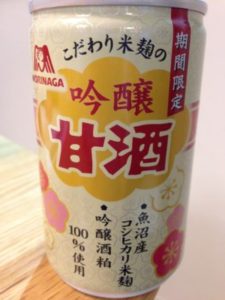 MORINAGA
こだわり米麹の
期間限定
吟醸
甘酒
・魚沼産
コシヒカリ米麹
・吟醸酒粕
100%使用